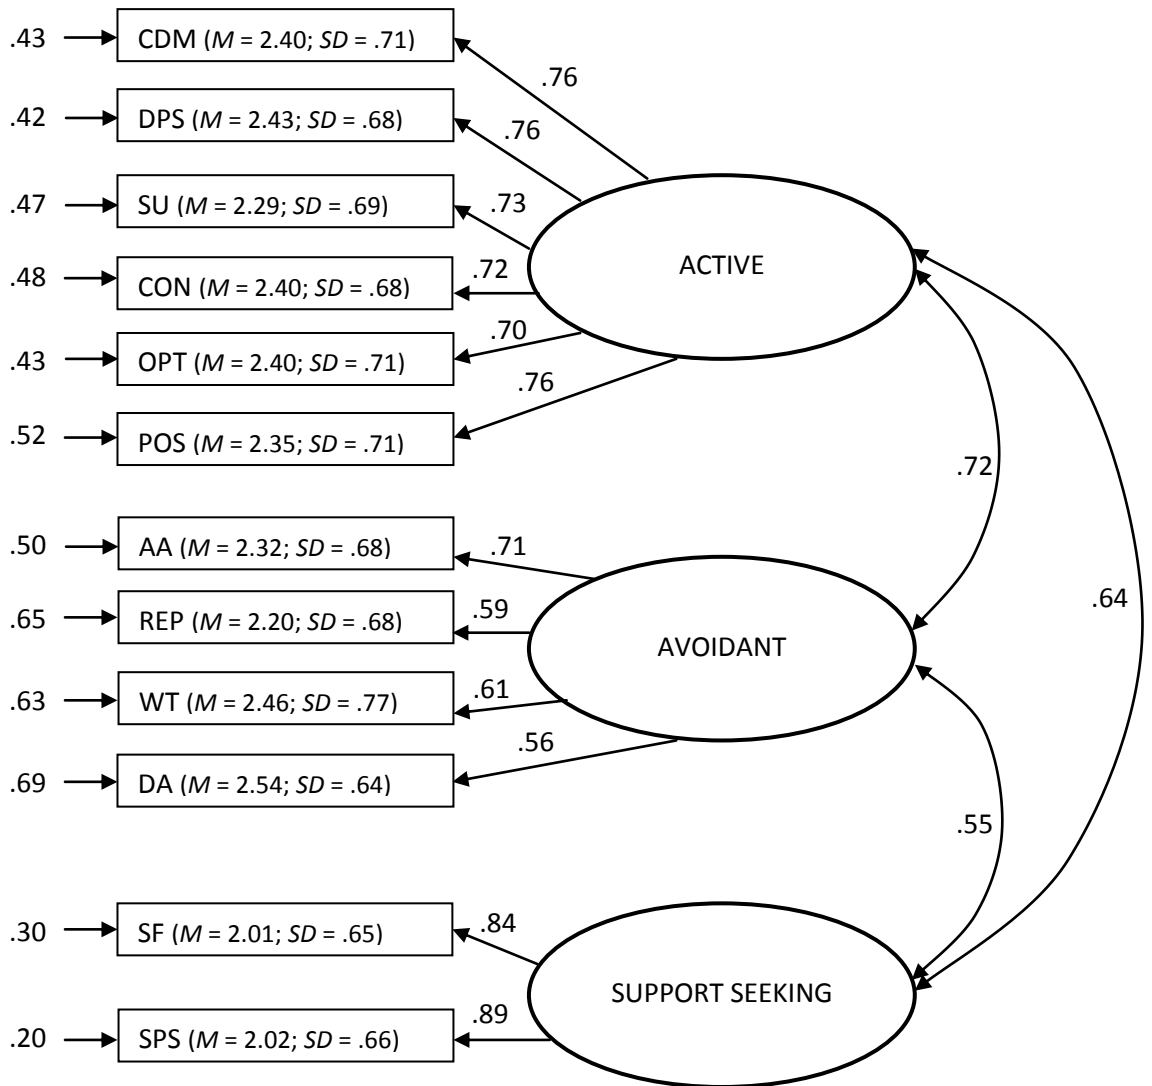 .43 CDM (M = 2.40; SD = .71)
.76
.42 DPS (M = 2.43; SD = .68)
.76
.47 SU (M = 2.29; SD = .69)
.73
ACTIVE
.48 CON (M = 2.40; SD = .68)
.72
.43 OPT (M = 2.40; SD = .71)
.70
.52 POS (M = 2.35; SD = .71)
.76
.72
.50 AA (M = 2.32; SD = .68)
.71
.65 REP (M = 2.20; SD = .68)
.59
AVOIDANT
.64
.63 WT (M = 2.46; SD = .77)
.61
.69 DA (M = 2.54; SD = .64)
.56
.55
.30 SF (M = 2.01; SD = .65)
.84
SUPPORT SEEKING
.20 SPS (M = 2.02; SD = .66)
.89